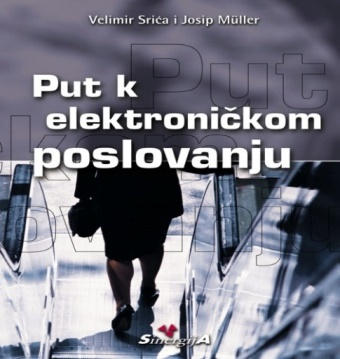 Velimir Srića i Josip Müller
Put k
elektroničkom
poslovanju
SinergijA